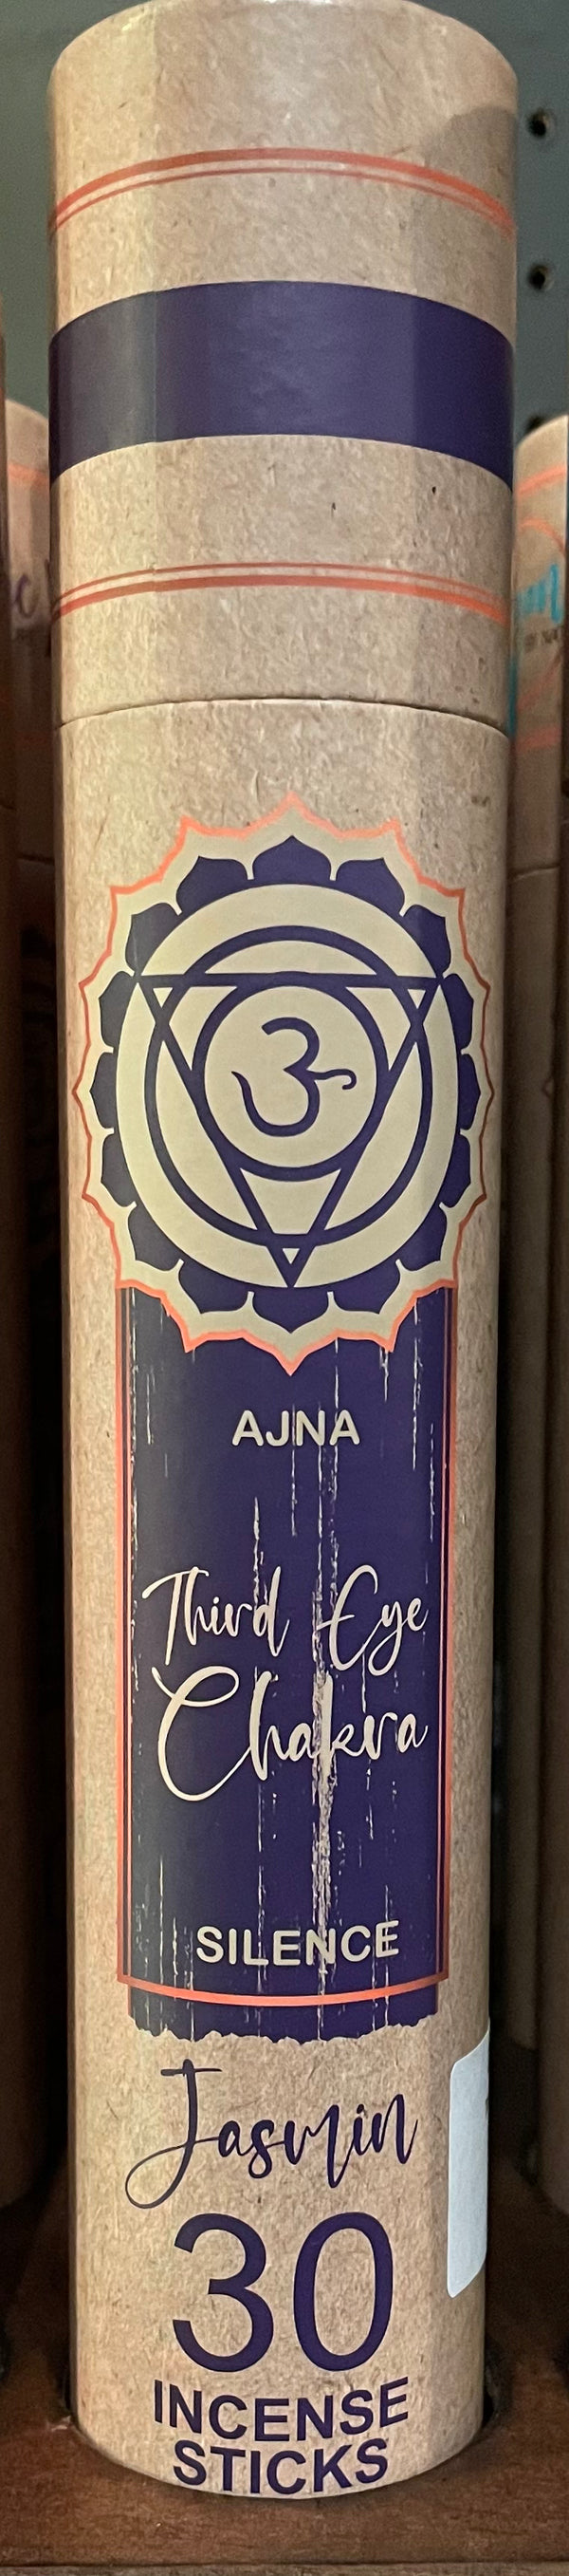 AJNA
Third Eye
Chakra
SILENCE
Jasmin
30
INCENSE
STICKS